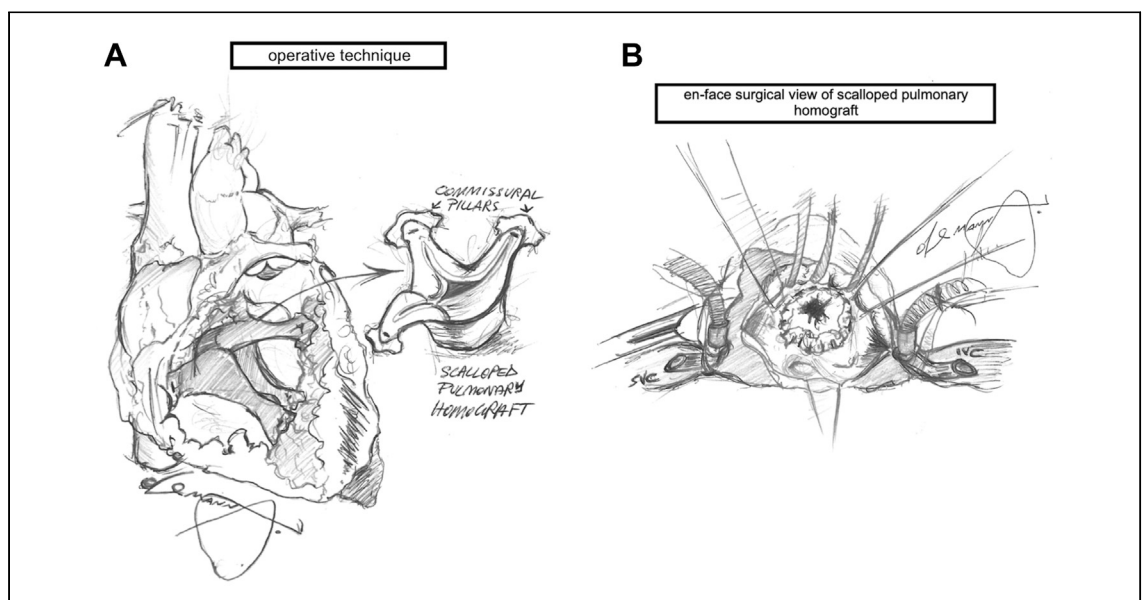 A
operative technique
COMMISSURAL
PILLARS
SCALLOPED
PULMONARY
HOMOGRAFT
B
en-face surgical view of scalloped pulmonary
homograft
SVC
IVC